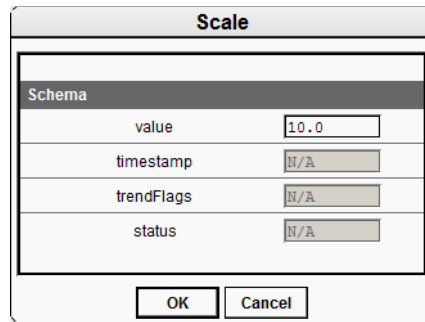 Scale
Schema
value 10.0
timestamp N/A
trendFlags N/A
status N/A
OK Cancel